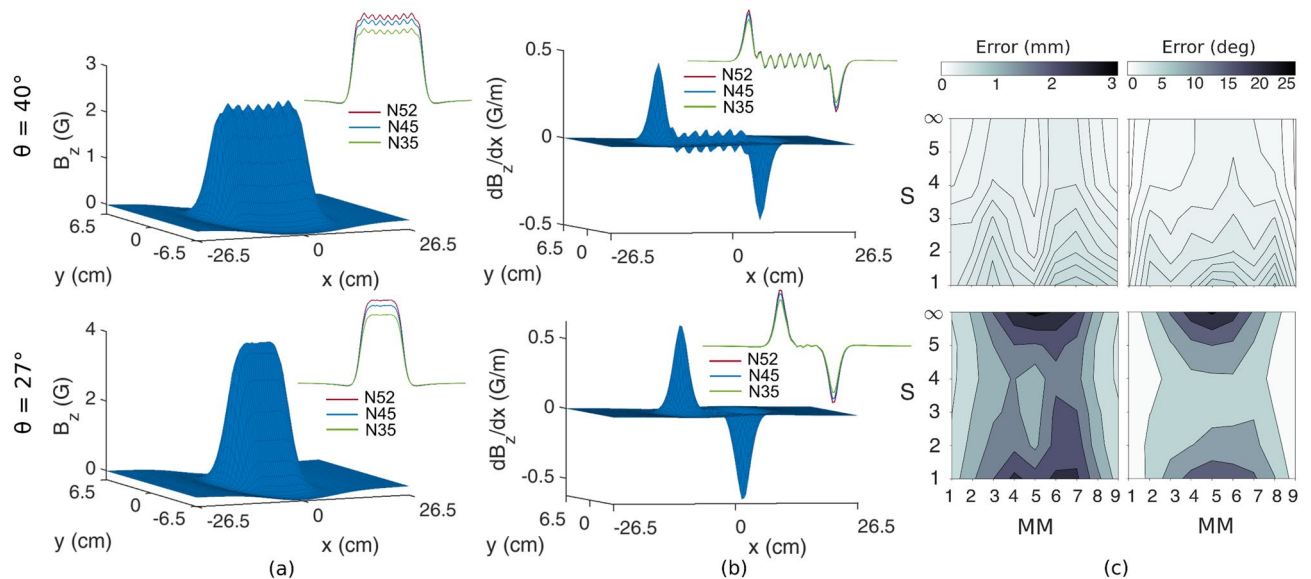 θ = 40°
B_z (G)
3
2
1
0
6.5
0
-6.5
-26.5
0
26.5
y (cm)
x (cm)
N52
N45
N35
dB_z/dx (G/m)
0.5
0
-0.5
6.5
0
-26.5
0
26.5
y (cm)
x (cm)
N52
N45
N35
Error (mm)
0 1 2 3
Error (deg)
0 5 10 15 20 25
S
∞
5
4
3
2
1
θ = 27°
B_z (G)
4
2
0
6.5
0
-6.5
-26.5
0
26.5
y (cm)
x (cm)
N52
N45
N35
dB_z/dx (G/m)
0.5
0
-0.5
6.5
0
-26.5
0
26.5
y (cm)
x (cm)
N52
N45
N35
S
∞
5
4
3
2
1
1 2 3 4 5 6 7 8 9
1 2 3 4 5 6 7 8 9
MM
MM
(a)
(b)
(c)